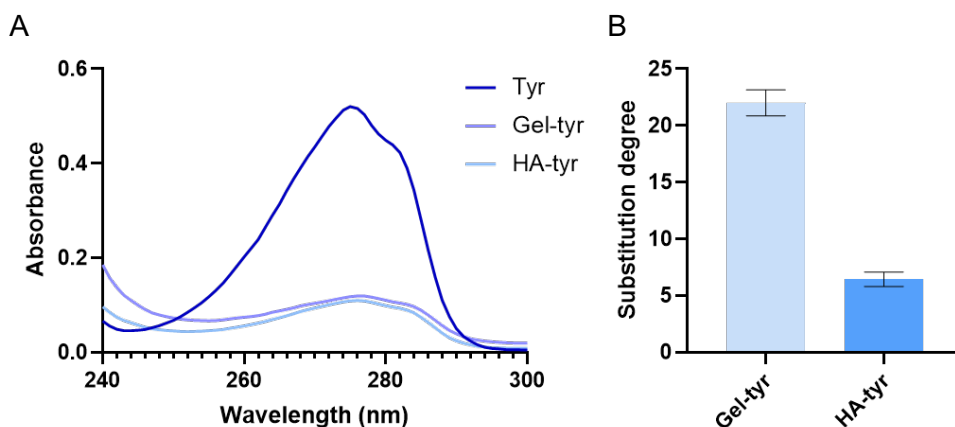 A
Absorbance
0.6
0.4
0.2
0.0
240
260
280
300
Wavelength (nm)
Tyr
Gel-tyr
HA-tyr
B
Substitution degree
25
20
15
10
5
0
Gel-tyr
HA-tyr